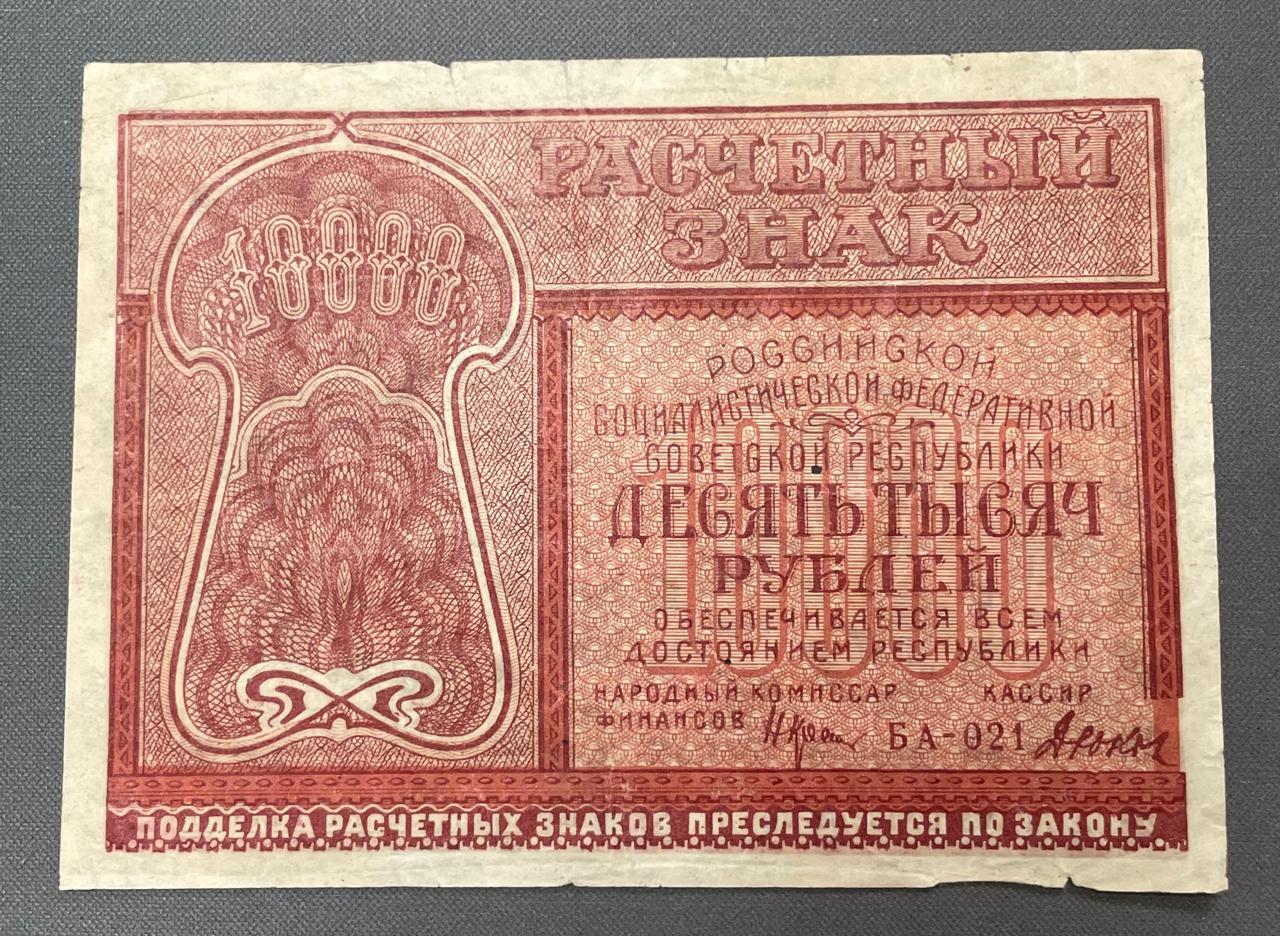 РАСЧЕТНЫЙ
ЗНАК
10000
РОССИЙСКОЙ
СОЦИАЛИСТИЧЕСКОЙ ФЕДЕРАТИВНОЙ
СОВЕТСКОЙ РЕСПУБЛИКИ
10000
ДЕСЯТЬ ТЫСЯЧ
РУБЛЕЙ
ОБЕСПЕЧИВАЕТСЯ ВСЕМ
ДОСТОЯНИЕМ РЕСПУБЛИКИ
НАРОДНЫЙ КОМИССАР КАССИР
ФИНАНСОВ БА-021
ПОДДЕЛКА РАСЧЕТНЫХ ЗНАКОВ ПРЕСЛЕДУЕТСЯ ПО ЗАКОНУ